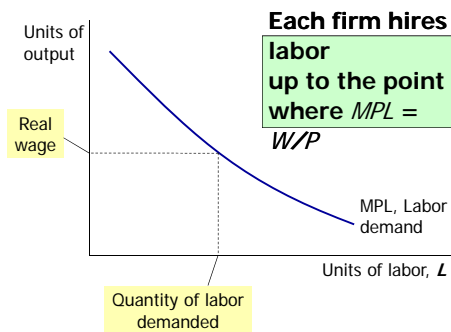 Units of
output
Each firm hires
labor
up to the point
where MPL =
W/P
Real
wage
MPL, Labor
demand
Units of labor, L
Quantity of labor
demanded